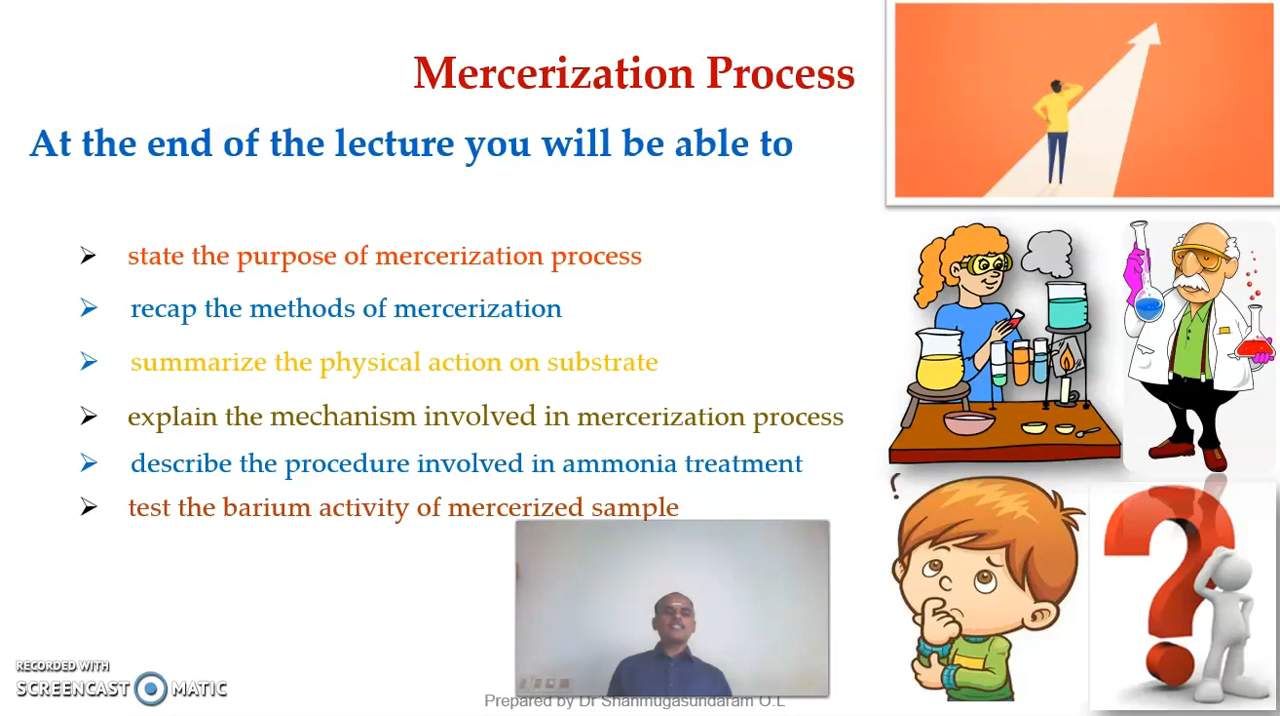 Mercerization Process
At the end of the lecture you will be able to
➢ state the purpose of mercerization process
➢ recap the methods of mercerization
➢ summarize the physical action on substrate
➢ explain the mechanism involved in mercerization process
➢ describe the procedure involved in ammonia treatment
➢ test the barium activity of mercerized sample
?
RECORDED WITH
SCREENCAST MATIC
Prepared by Dr Shanmugasundaram O.L